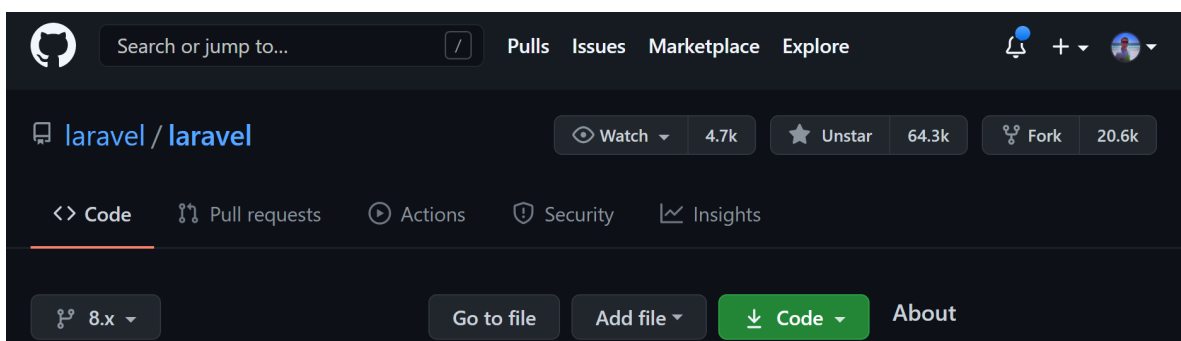 Search or jump to... / Pulls Issues Marketplace Explore
laravel / laravel Watch 4.7k Unstar 64.3k Fork 20.6k
<> Code Pull requests Actions Security Insights
8.x Go to file Add file Code About